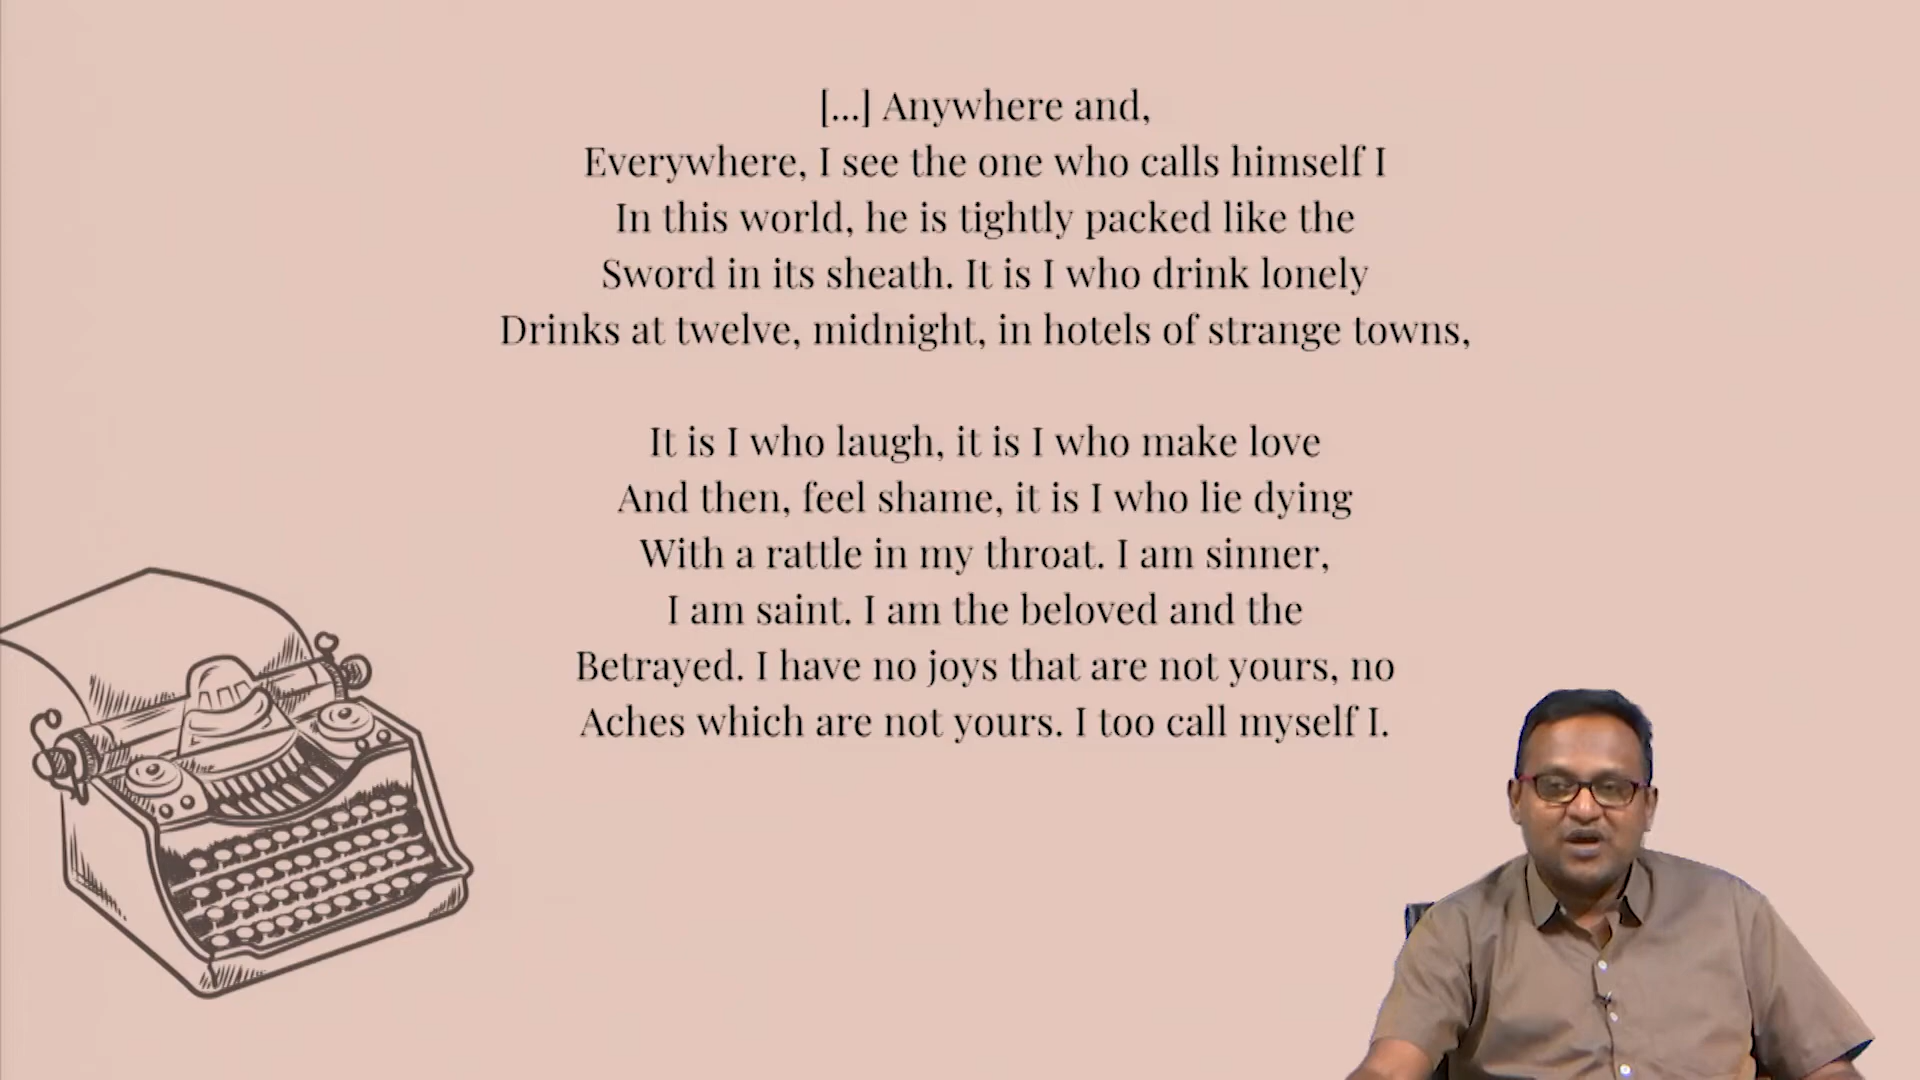 [...] Anywhere and,
Everywhere, I see the one who calls himself I
In this world, he is tightly packed like the
Sword in its sheath. It is I who drink lonely
Drinks at twelve, midnight, in hotels of strange towns,
It is I who laugh, it is I who make love
And then, feel shame, it is I who lie dying
With a rattle in my throat. I am sinner,
I am saint. I am the beloved and the
Betrayed. I have no joys that are not yours, no
Aches which are not yours. I too call myself I.